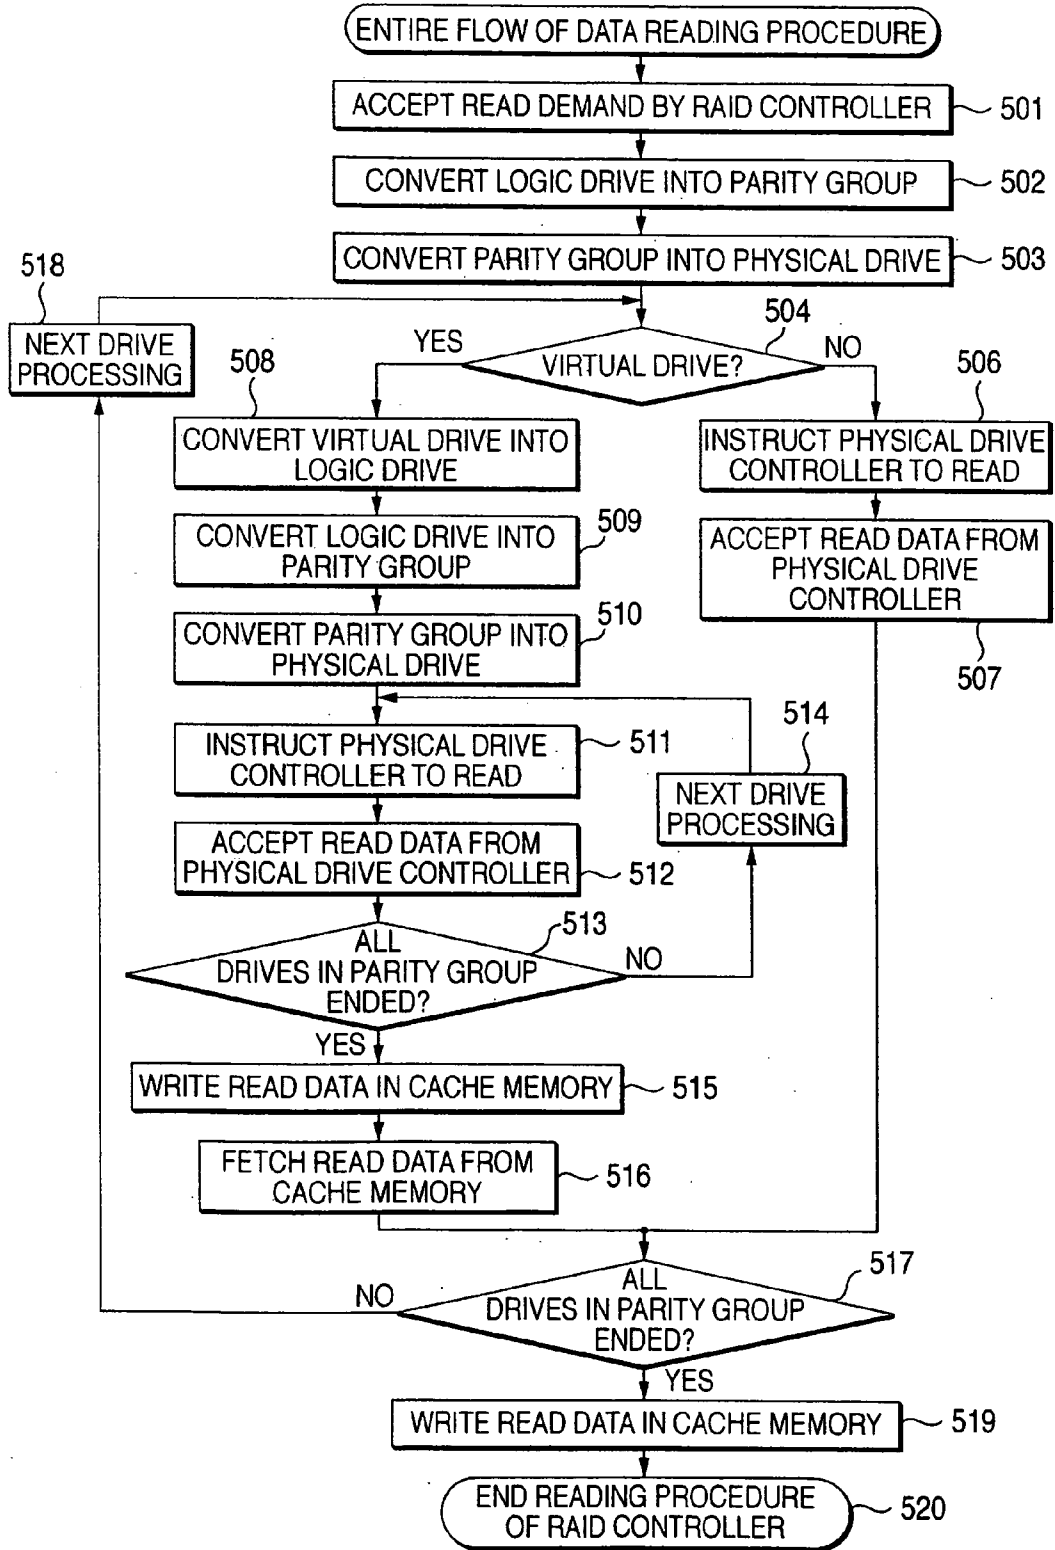 ENTIRE FLOW OF DATA READING PROCEDURE
ACCEPT READ DEMAND BY RAID CONTROLLER
501
CONVERT LOGIC DRIVE INTO PARITY GROUP
502
CONVERT PARITY GROUP INTO PHYSICAL DRIVE
503
518
NEXT DRIVE
PROCESSING
504
VIRTUAL DRIVE?
YES
NO
508
CONVERT VIRTUAL DRIVE INTO
LOGIC DRIVE
506
INSTRUCT PHYSICAL DRIVE
CONTROLLER TO READ
509
CONVERT LOGIC DRIVE INTO
PARITY GROUP
ACCEPT READ DATA FROM
PHYSICAL DRIVE
CONTROLLER
507
510
CONVERT PARITY GROUP INTO
PHYSICAL DRIVE
INSTRUCT PHYSICAL DRIVE
CONTROLLER TO READ
511
514
NEXT DRIVE
PROCESSING
ACCEPT READ DATA FROM
PHYSICAL DRIVE CONTROLLER
512
513
ALL
DRIVES IN PARITY GROUP
ENDED?
NO
YES
WRITE READ DATA IN CACHE MEMORY
515
FETCH READ DATA FROM
CACHE MEMORY
516
517
ALL
DRIVES IN PARITY GROUP
ENDED?
NO
YES
WRITE READ DATA IN CACHE MEMORY
519
END READING PROCEDURE
OF RAID CONTROLLER
520